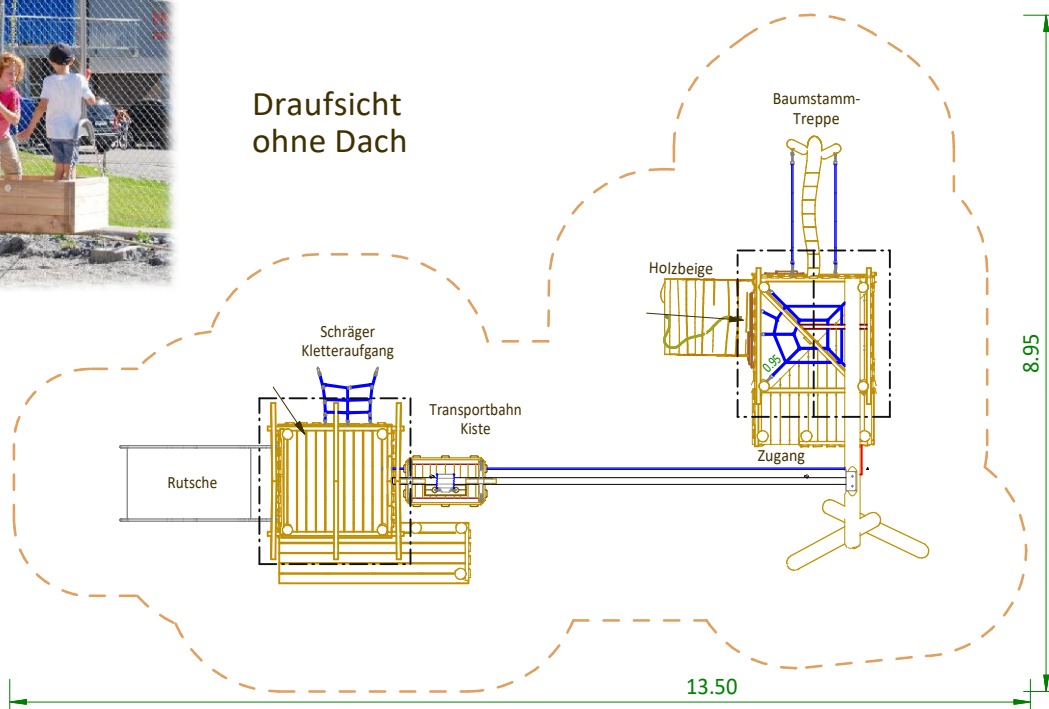 Draufsicht
ohne Dach
Baumstamm-
Treppe
Holzbeige
0.95
8.95
Schräger
Kletteraufgang
Transportbahn
Kiste
Zugang
Rutsche
13.50